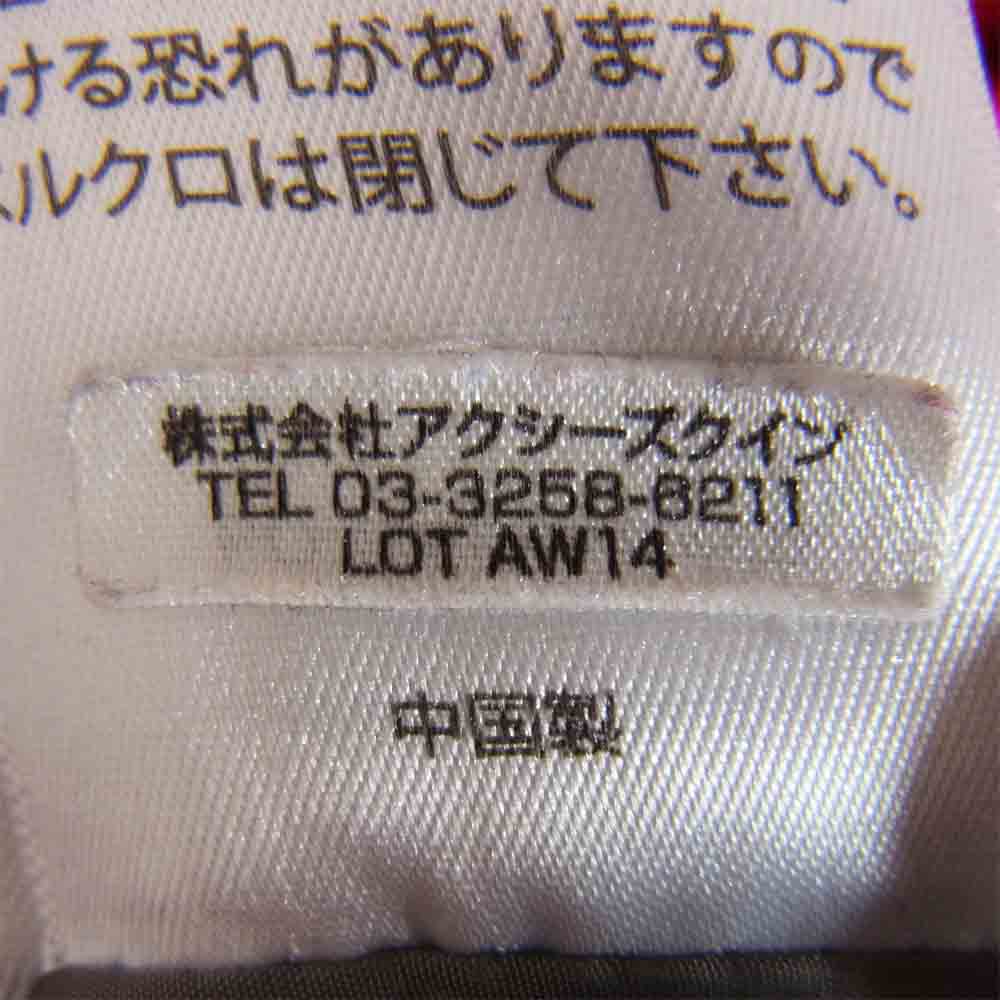 ける恐れがありますので
ベルクロは閉じて下さい。
株式会社アクシーズクイン
TEL 03-3258-6211
LOT AW14
中国製